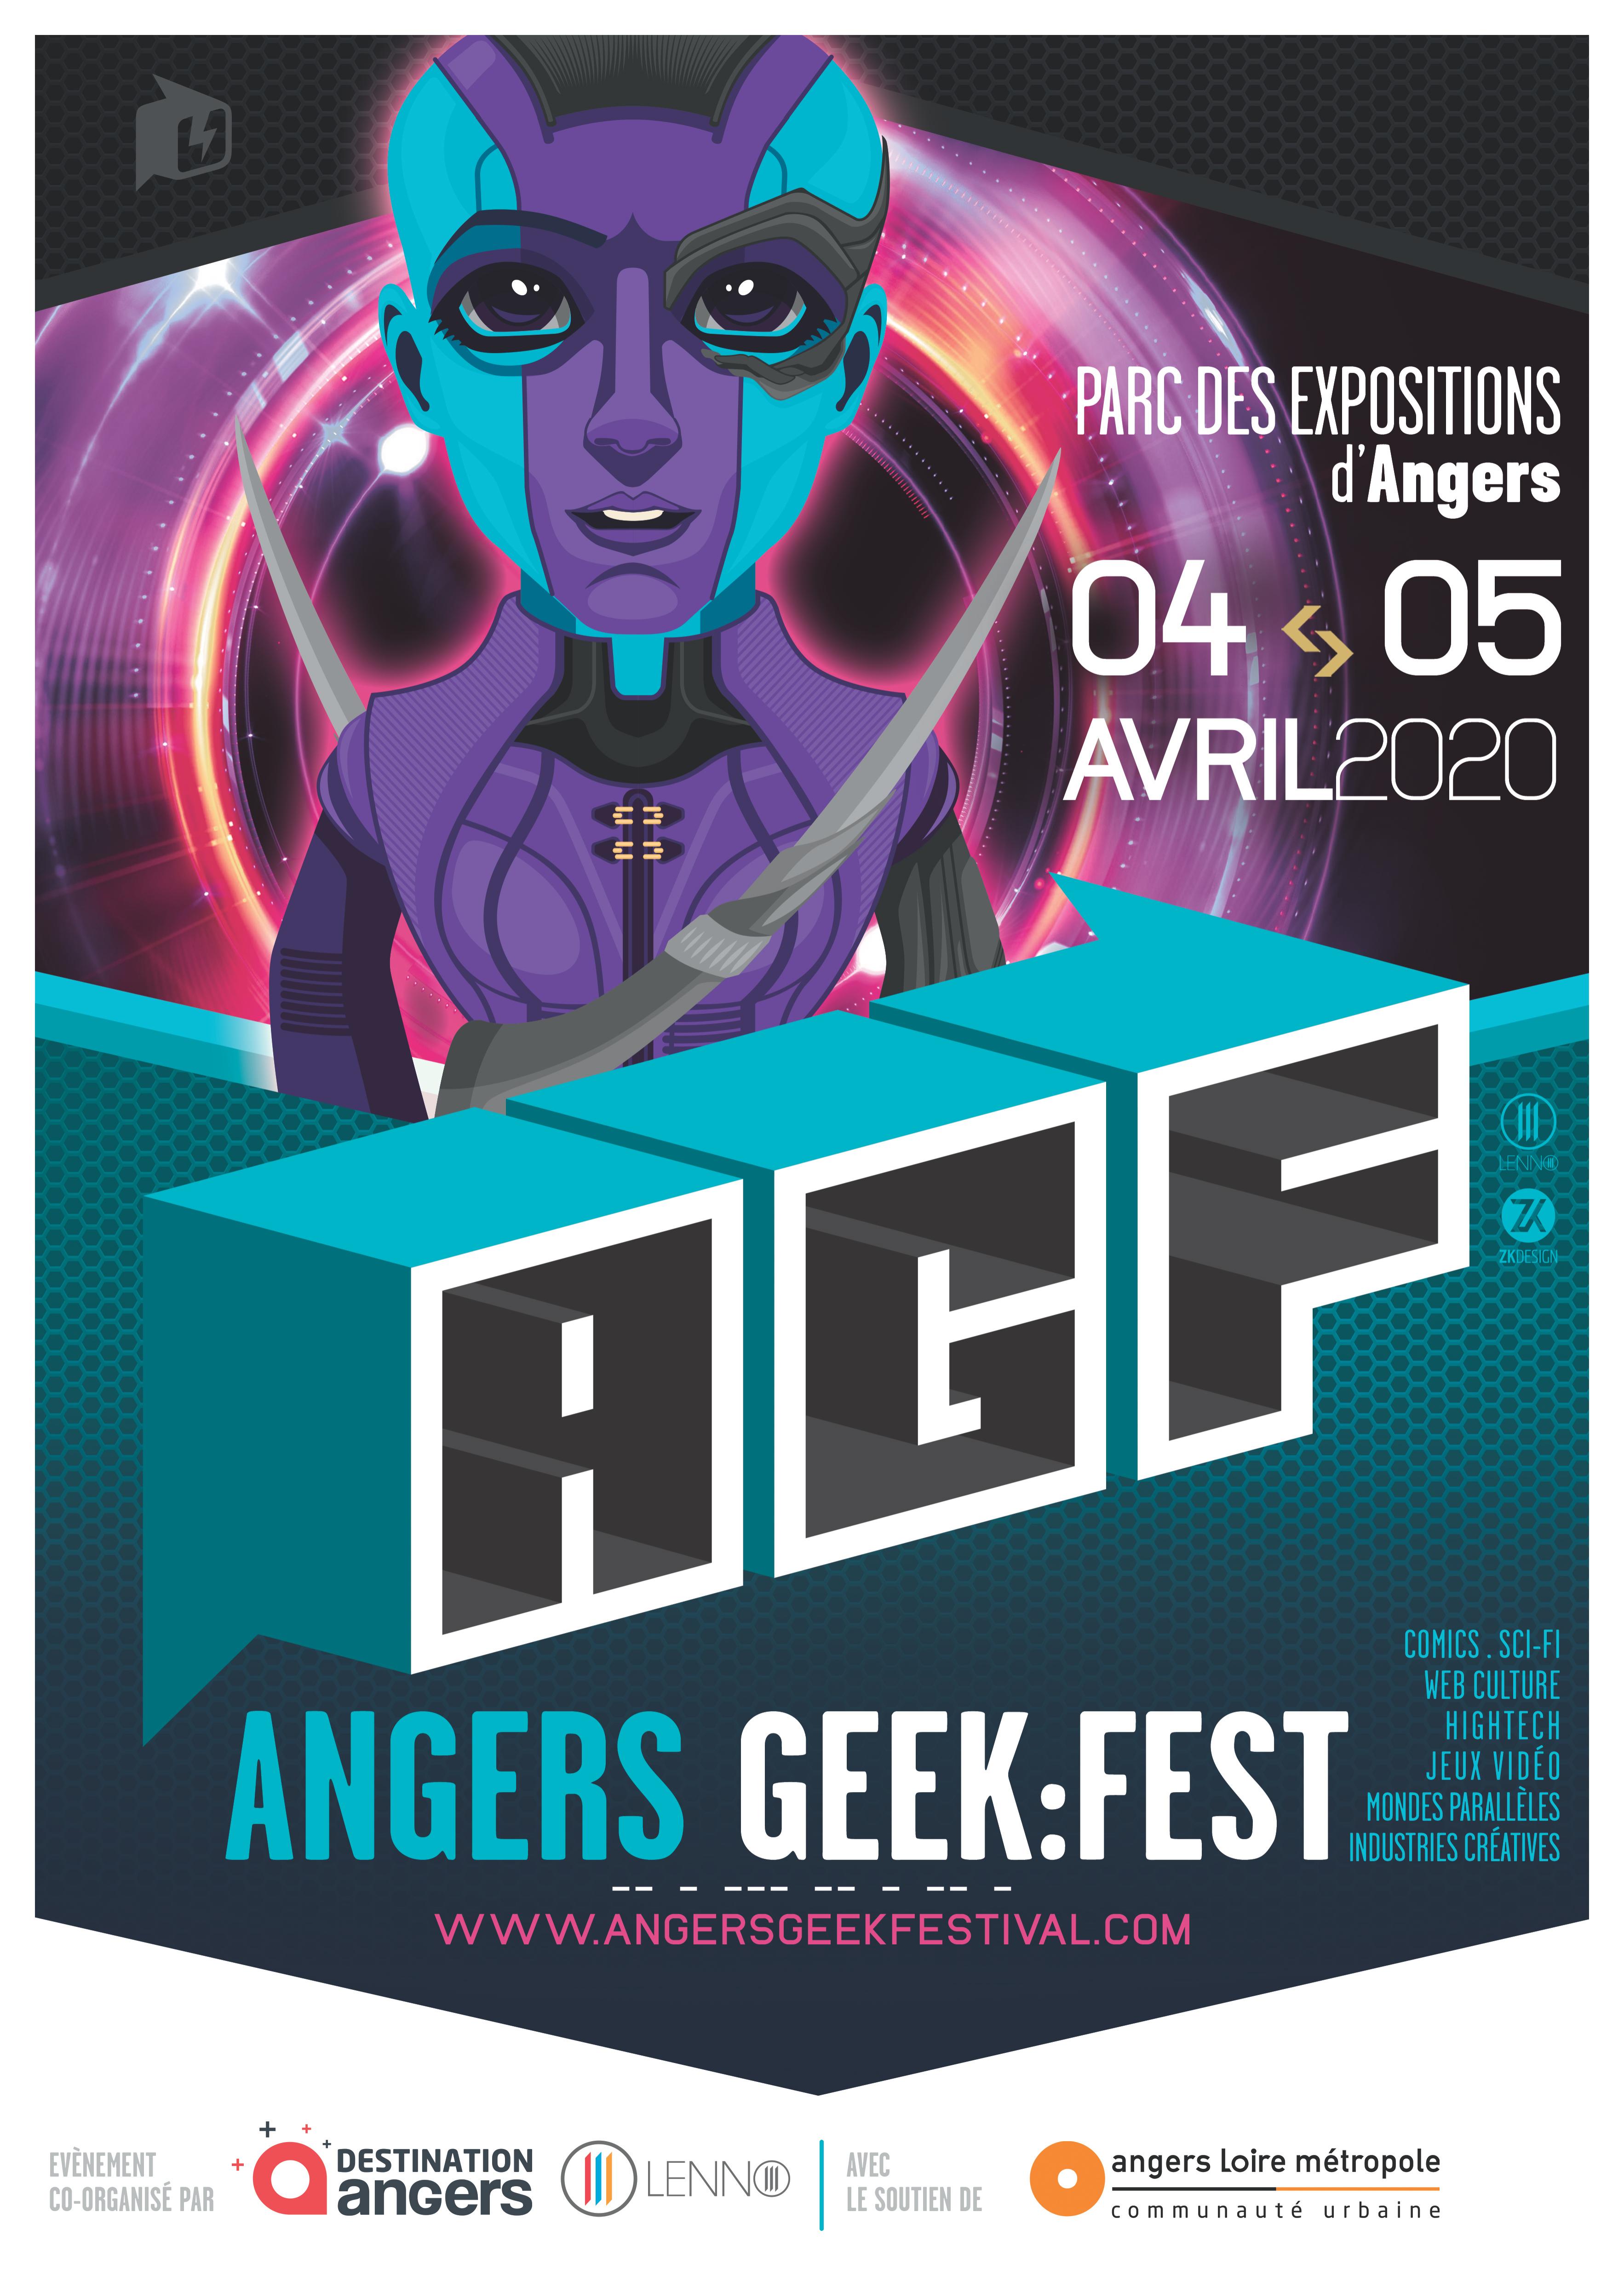 PARC DES EXPOSITIONS
d'Angers
04 05
AVRIL2020
AGF
LENNO
ZKDESIGN
COMICS . SCI-FI
WEB CULTURE
HIGHTECH
JEUX VIDÉO
MONDES PARALLÈLES
INDUSTRIES CRÉATIVES
ANGERS GEEK:FEST
WWW.ANGERSGEEKFESTIVAL.COM
EVÈNEMENT
CO-ORGANISÉ PAR
DESTINATION
angers
LENNO
AVEC
LE SOUTIEN DE
angers Loire métropole
communauté urbaine